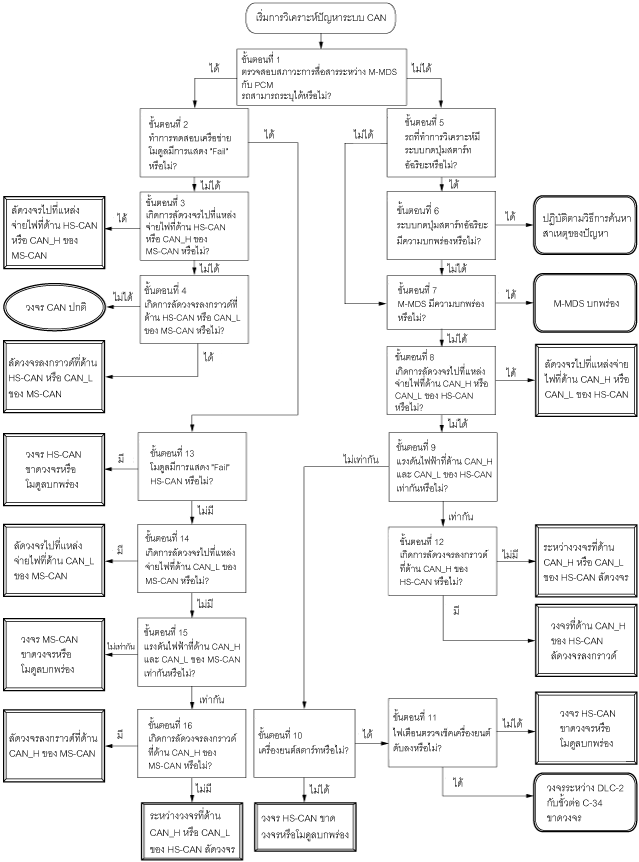 เริ่มการวิเคราะห์ปัญหาระบบ CAN
ขั้นตอนที่ 1
ตรวจสอบสภาวะการสื่อสารระหว่าง M-MDS
กับ PCM
รถสามารถระบุได้หรือไม่?
ได้
ไม่ได้
ขั้นตอนที่ 2
ทำการทดสอบเครือข่าย
โมดูลมีการแสดง "Fail"
หรือไม่?
ได้
ไม่ได้
ขั้นตอนที่ 5
รถที่ทำการวิเคราะห์มี
ระบบกดปุ่มสตาร์ท
อัฉริยะหรือไม่?
ไม่ได้
ได้
ขั้นตอนที่ 3
เกิดการลัดวงจรไปที่แหล่ง
จ่ายไฟที่ด้าน HS-CAN
หรือ CAN_H ของ
MS-CAN หรือไม่?
ได้
ไม่ได้
ลัดวงจรไปที่แหล่ง
จ่ายไฟที่ด้าน HS-CAN
หรือ CAN_H ของ
MS-CAN
ขั้นตอนที่ 6
ระบบกดปุ่มสตาร์ทอัฉริยะ
มีความบกพร่องหรือไม่?
ได้
ไม่ได้
ปฏิบัติตามวิธีการค้นหา
สาเหตุของปัญหา
ขั้นตอนที่ 4
เกิดการลัดวงจรลงกราวด์ที่
ด้าน HS-CAN หรือ CAN_L
ของ MS-CAN หรือไม่?
ไม่ได้
ได้
วงจร CAN ปกติ
ลัดวงจรลงกราวด์ที่ด้าน
HS-CAN หรือ CAN_L
ของ MS-CAN
ขั้นตอนที่ 7
M-MDS มีความบกพร่อง
หรือไม่?
ได้
ไม่ได้
M-MDS บกพร่อง
ขั้นตอนที่ 8
เกิดการลัดวงจรไปที่แหล่ง
จ่ายไฟที่ด้าน CAN_H หรือ
CAN_L ของ HS-CAN
หรือไม่?
ได้
ไม่ได้
ลัดวงจรไปที่แหล่งจ่าย
ไฟที่ด้าน CAN_H หรือ
CAN_L ของ HS-CAN
ขั้นตอนที่ 13
โมดูลมีการแสดง "Fail"
HS-CAN หรือไม่?
มี
ไม่มี
วงจร HS-CAN
ขาดวงจรหรือ
โมดูลบกพร่อง
ขั้นตอนที่ 9
แรงดันไฟฟ้าที่ด้าน CAN_H
และ CAN_L ของ HS-CAN
เท่ากันหรือไม่?
ไม่เท่ากัน
เท่ากัน
ขั้นตอนที่ 14
เกิดการลัดวงจรไปที่แหล่ง
จ่ายไฟที่ด้าน CAN_L ของ
MS-CAN หรือไม่?
มี
ไม่มี
ลัดวงจรไปที่แหล่ง
จ่ายไฟที่ด้าน CAN_L
ของ MS-CAN
ขั้นตอนที่ 12
เกิดการลัดวงจรลงกราวด์
ที่ด้าน CAN_H ของ
HS-CAN หรือไม่?
ไม่มี
มี
ระหว่างวงจรที่ด้าน
CAN_H หรือ CAN_L
ของ HS-CAN ลัดวงจร
วงจรที่ด้าน CAN_H
ของ HS-CAN
ลัดวงจรลงกราวด์
ขั้นตอนที่ 15
แรงดันไฟฟ้าที่ด้าน CAN_H
และ CAN_L ของ MS-CAN
เท่ากันหรือไม่?
ไม่เท่ากัน
เท่ากัน
วงจร MS-CAN
ขาดวงจรหรือ
โมดูลบกพร่อง
ขั้นตอนที่ 16
เกิดการลัดวงจรลงกราวด์
ที่ด้าน CAN_H ของ
MS-CAN หรือไม่?
มี
ไม่มี
ลัดวงจรลงกราวด์ที่ด้าน
CAN_H ของ MS-CAN
ระหว่างวงจรที่ด้าน
CAN_H หรือ CAN_L
ของ HS-CAN ลัดวงจร
ขั้นตอนที่ 10
เครื่องยนต์สตาร์ทหรือไม่?
ได้
ไม่ได้
วงจร HS-CAN ขาด
วงจรหรือโมดูลบกพร่อง
ขั้นตอนที่ 11
ไฟเตือนตรวจเช็คเครื่องยนต์
ดับลงหรือไม่?
ไม่ได้
ได้
วงจร HS-CAN
ขาดวงจรหรือ
โมดูลบกพร่อง
วงจรระหว่าง DLC-2
กับขั้วต่อ C-34
ขาดวงจร